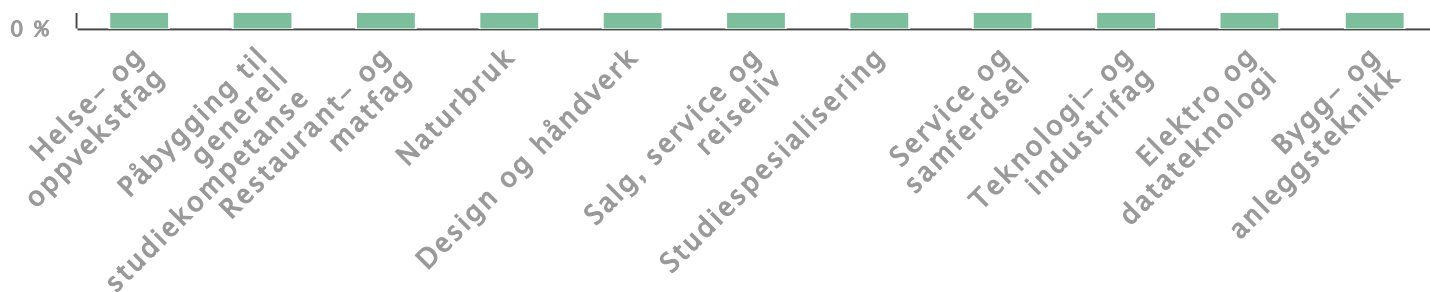 0 %
Helse- og
oppvekstfag
Påbygging til
generell
studiekompetanse
Restaurant- og
matfag
Naturbruk
Design og håndverk
Salg, service og
reiseliv
Studiespesialisering
Service og
samferdsel
Teknologi- og
industrifag
Elektro og
datateknologi
Bygg- og
anleggsteknikk